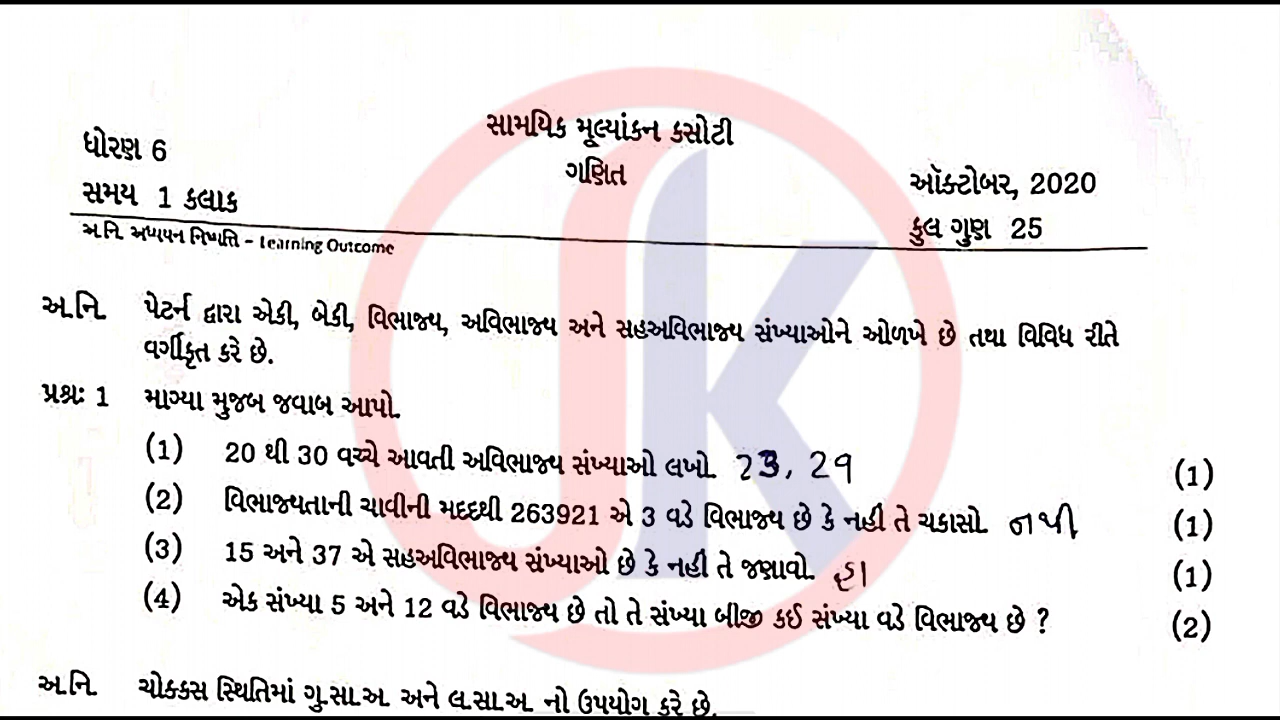 સામયિક મૂલ્યાંકન કસોટી
ધોરણ 6
ગણિત
ઑક્ટોબર, 2020
સમય 1 કલાક
કુલ ગુણ 25
અ.નિ. અધ્યયન નિષ્પત્તિ – Learning Outcome
અ.નિ. પેટર્ન દ્વારા એકી, બેકી, વિભાજ્ય, અવિભાજ્ય અને સહઅવિભાજ્ય સંખ્યાઓને ઓળખે છે તથા વિવિધ રીતે
વર્ગીકૃત કરે છે.
પ્રશ્નઃ 1 માગ્યા મુજબ જવાબ આપો.
(1) 20 થી 30 વચ્ચે આવતી અવિભાજ્ય સંખ્યાઓ લખો. 23, 29 (1)
(2) વિભાજ્યતાની ચાવીની મદદથી 263921 એ 3 વડે વિભાજ્ય છે કે નહી તે ચકાસો. નથી (1)
(3) 15 અને 37 એ સહઅવિભાજ્ય સંખ્યાઓ છે કે નહી તે જણાવો. હા (1)
(4) એક સંખ્યા 5 અને 12 વડે વિભાજ્ય છે તો તે સંખ્યા બીજી કઈ સંખ્યા વડે વિભાજ્ય છે ? (2)
અ.નિ. ચોક્કસ સ્થિતિમાં ગુ.સા.અ. અને લ.સા.અ. નો ઉપયોગ કરે છે.